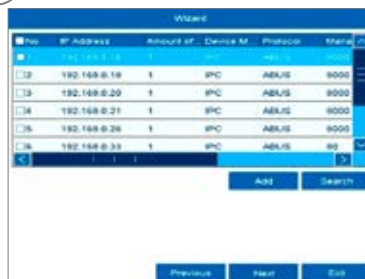 Wizard
No. IP Address Amount of... Device M... Protocol Mana
2 192.168.0.19 1 IPC ABUS 8000
3 192.168.0.20 1 IPC ABUS 8000
4 192.168.0.21 1 IPC ABUS 8000
5 192.168.0.26 1 IPC ABUS 8000
6 192.168.0.33 1 IPC ABUS 80
Add Search
Previous Next Exit